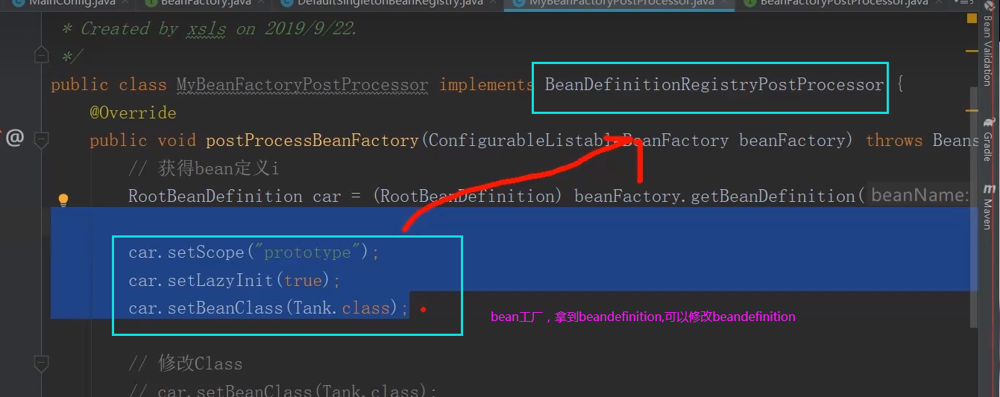 MainConfig.java
BeanFactory.java
DefaultSingletonBeanRegistry.java
MyBeanFactoryPostProcessor.java
BeanFactoryPostProcessor.java
* Created by xsls on 2019/9/22.
*/
public class MyBeanFactoryPostProcessor implements BeanDefinitionRegistryPostProcessor {
@Override
@
public void postProcessBeanFactory(ConfigurableListableBeanFactory beanFactory) throws Beans
// 获得bean定义i
RootBeanDefinition car = (RootBeanDefinition) beanFactory.getBeanDefinition( beanName:
car.setScope("prototype");
car.setLazyInit(true);
car.setBeanClass(Tank.class);
bean工厂，拿到beandefinition,可以修改beandefinition
// 修改Class
// car.setBeanClass(Tank.class);
Bean Validation
Gradle
Maven